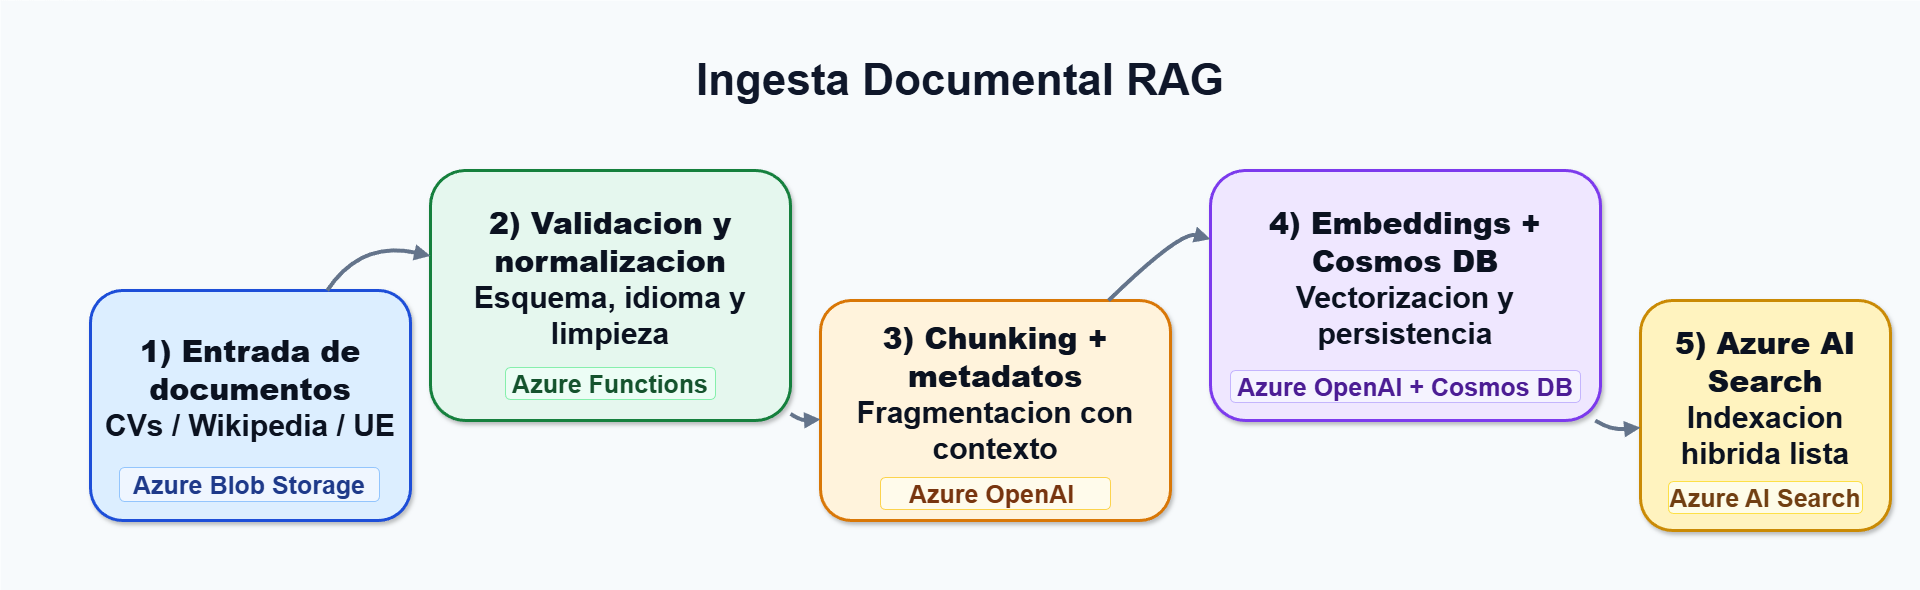 Ingesta Documental RAG
1) Entrada de
documentos
CVs / Wikipedia / UE
Azure Blob Storage
2) Validacion y
normalizacion
Esquema, idioma y
limpieza
Azure Functions
3) Chunking +
metadatos
Fragmentacion con
contexto
Azure OpenAI
4) Embeddings +
Cosmos DB
Vectorizacion y
persistencia
Azure OpenAI + Cosmos DB
5) Azure AI
Search
Indexacion
hibrida lista
Azure AI Search